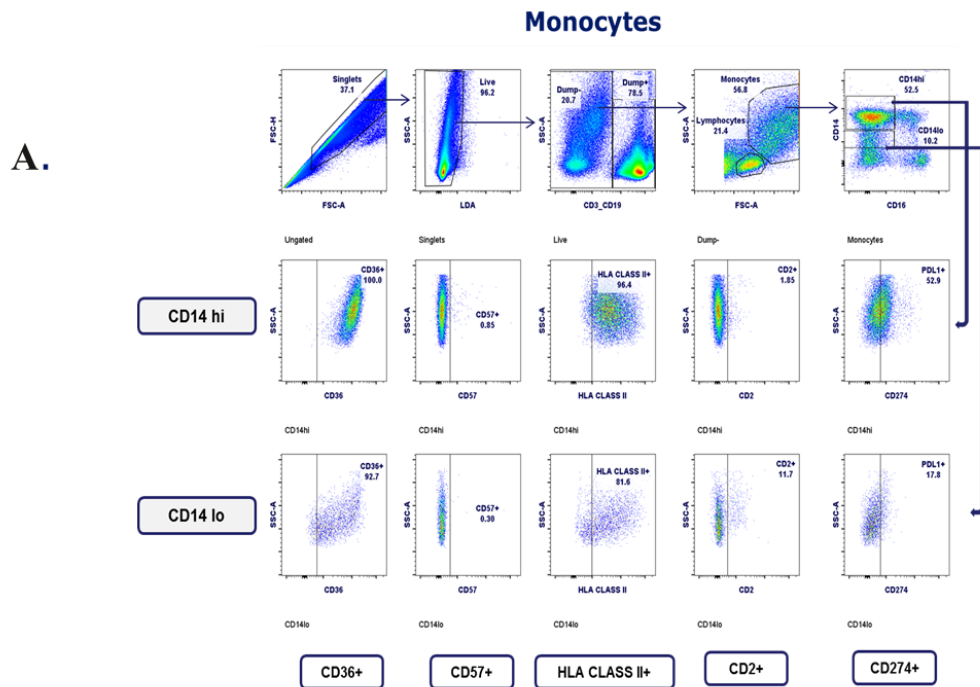 Monocytes
A.
Singlets
37.1
FSC-H
FSC-A
Ungated
Live
96.2
SSC-A
LDA
Singlets
Dump-
20.7
Dump+
78.5
SSC-A
CD3_CD19
Live
Monocytes
56.8
Lymphocytes
21.4
SSC-A
FSC-A
Dump-
CD14hi
52.5
CD14lo
10.2
CD14
CD16
Monocytes
CD14 hi
CD36+
100.0
SSC-A
CD36
CD14hi
CD57+
0.85
SSC-A
CD57
CD14hi
HLA CLASS II+
96.4
SSC-A
HLA CLASS II
CD14hi
CD2+
1.85
SSC-A
CD2
CD14hi
PDL1+
52.9
SSC-A
CD274
CD14hi
CD14 lo
CD36+
92.7
SSC-A
CD36
CD14lo
CD57+
0.30
SSC-A
CD57
CD14lo
HLA CLASS II+
81.6
SSC-A
HLA CLASS II
CD14lo
CD2+
11.7
SSC-A
CD2
CD14lo
PDL1+
17.8
SSC-A
CD274
CD14lo
CD36+
CD57+
HLA CLASS II+
CD2+
CD274+